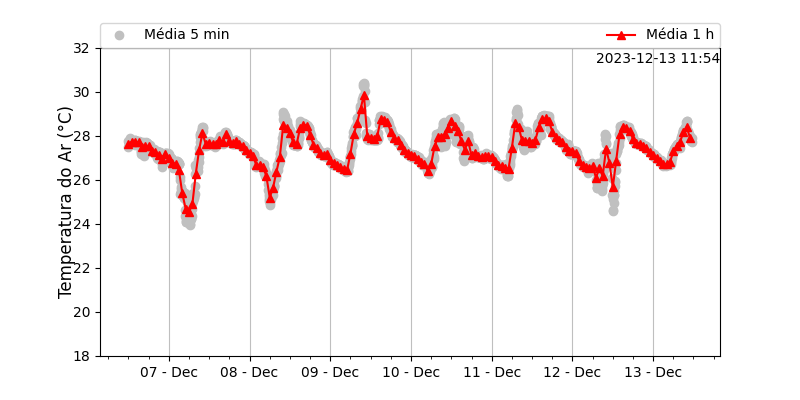 Média 5 min
Média 1 h
2023-12-13 11:54
Temperatura do Ar (°C)
32
30
28
26
24
22
20
18
07 - Dec
08 - Dec
09 - Dec
10 - Dec
11 - Dec
12 - Dec
13 - Dec